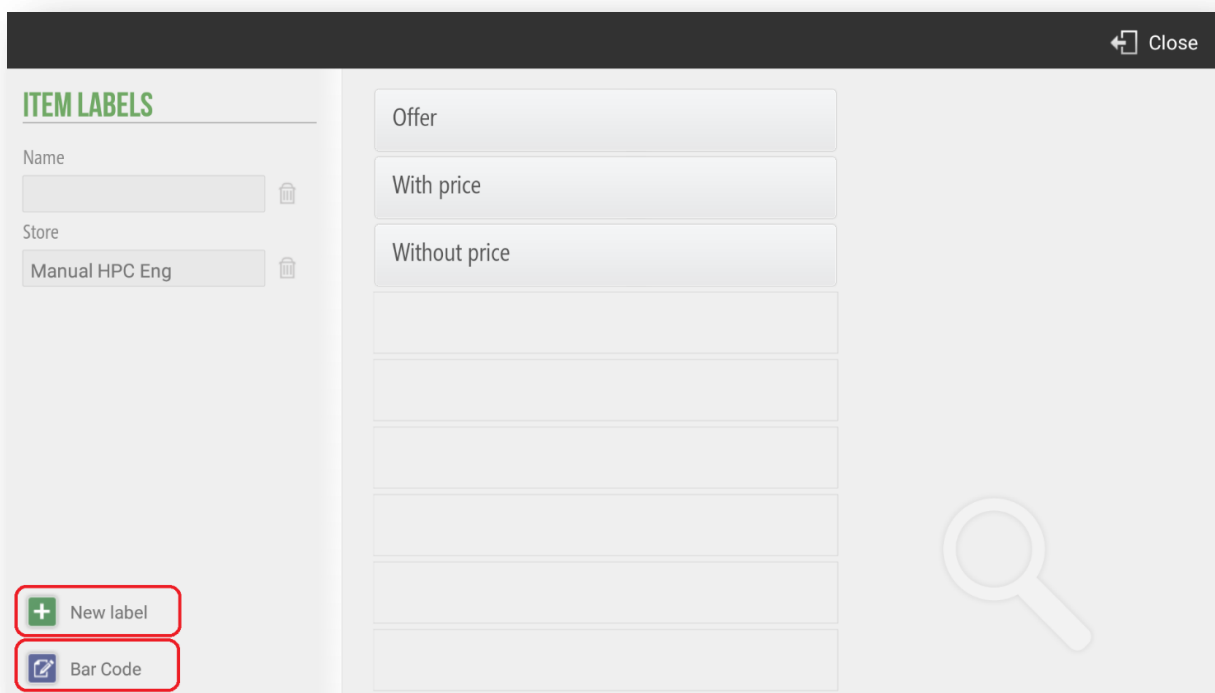 Close
ITEM LABELS
Name
Store
Manual HPC Eng
New label
Bar Code
Offer
With price
Without price